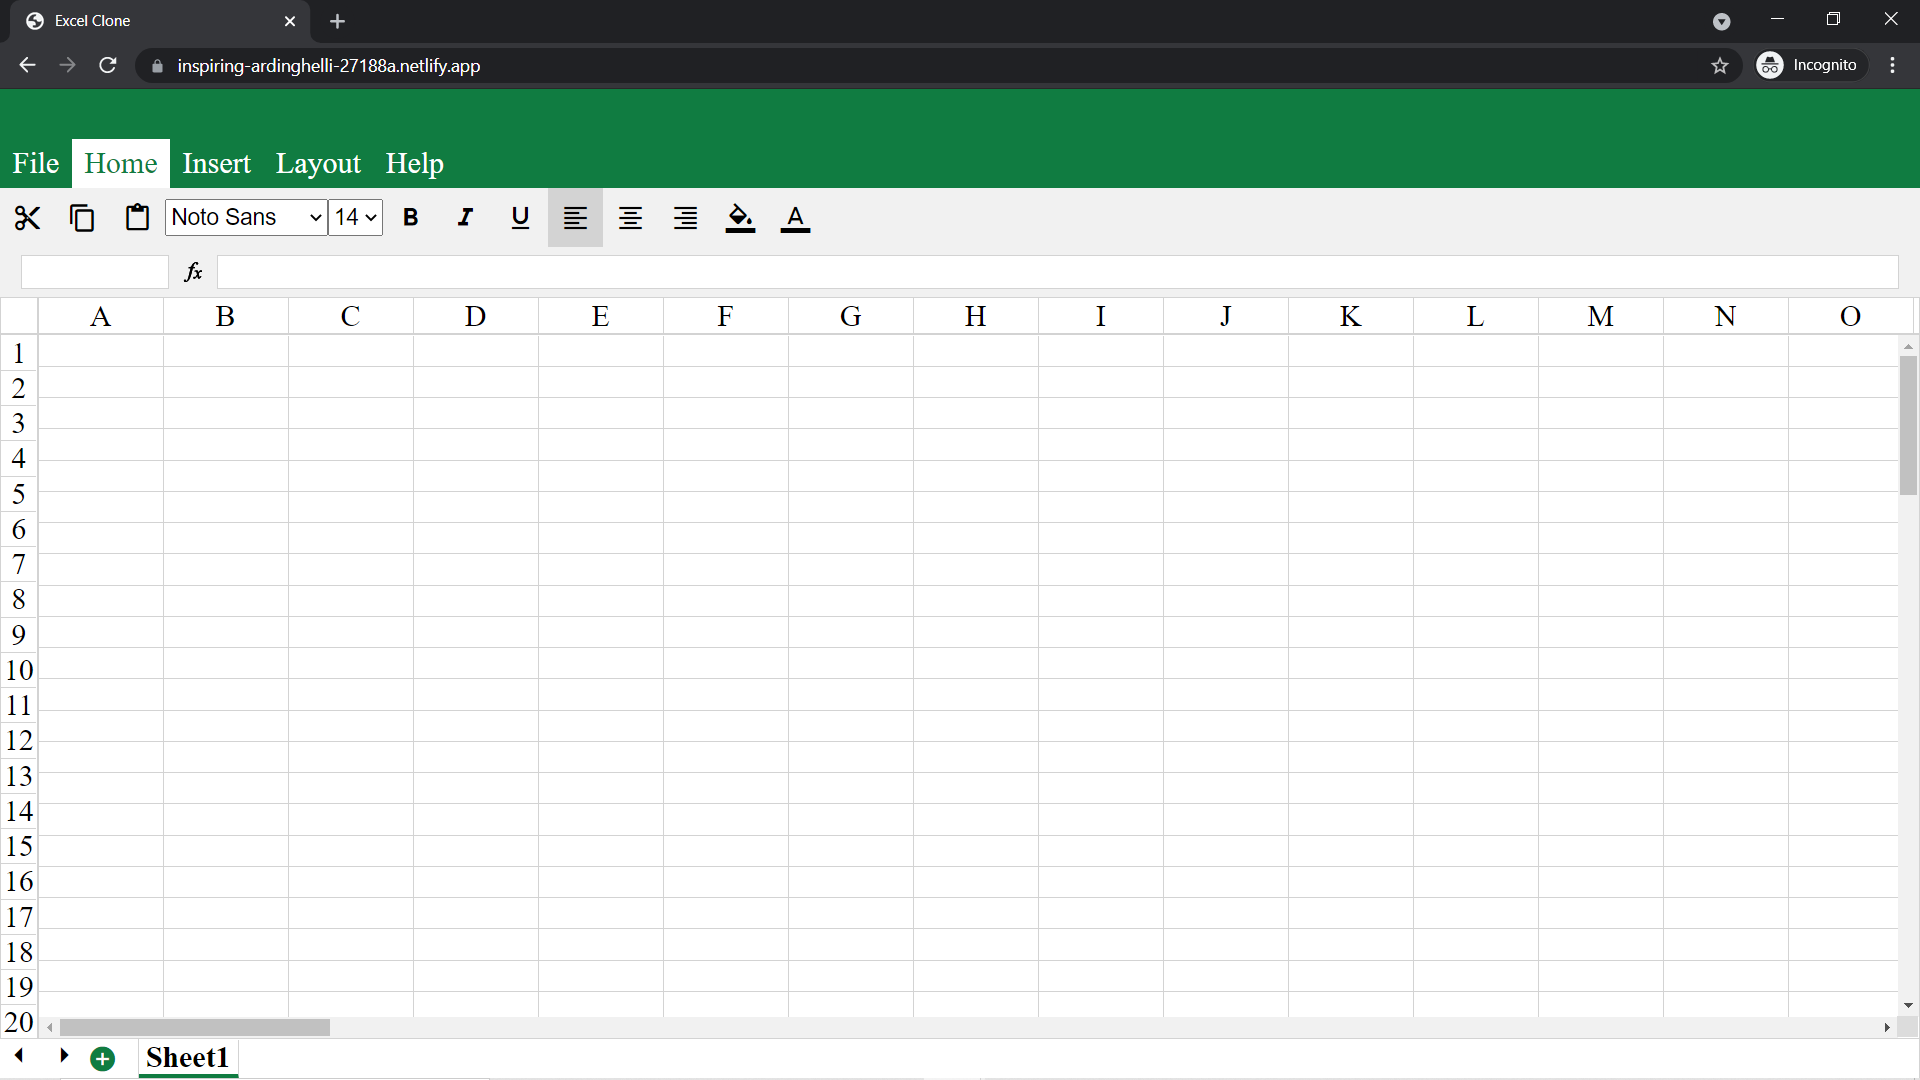 Excel Clone
inspiring-ardinghelli-27188a.netlify.app
Incognito
File Home Insert Layout Help
Noto Sans 14 B I U A
fx
A B C D E F G H I J K L M N O
1
2
3
4
5
6
7
8
9
10
11
12
13
14
15
16
17
18
19
20
Sheet1